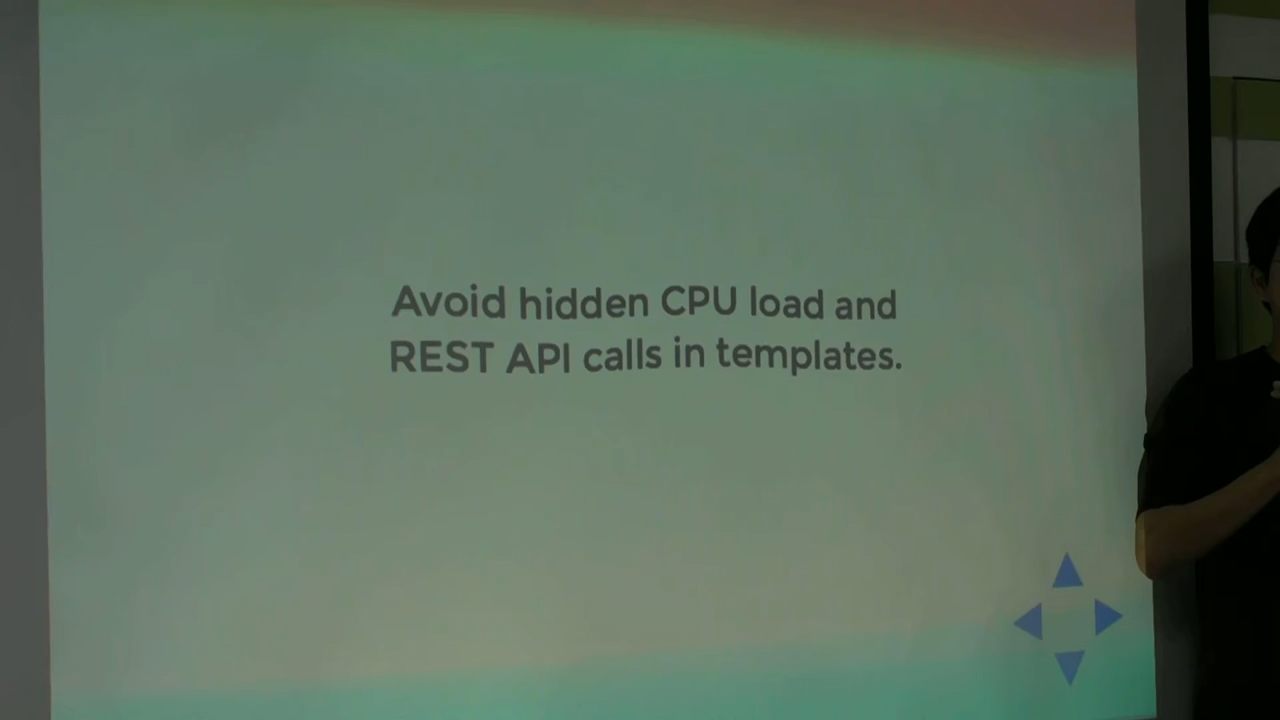 Avoid hidden CPU load and
REST API calls in templates.